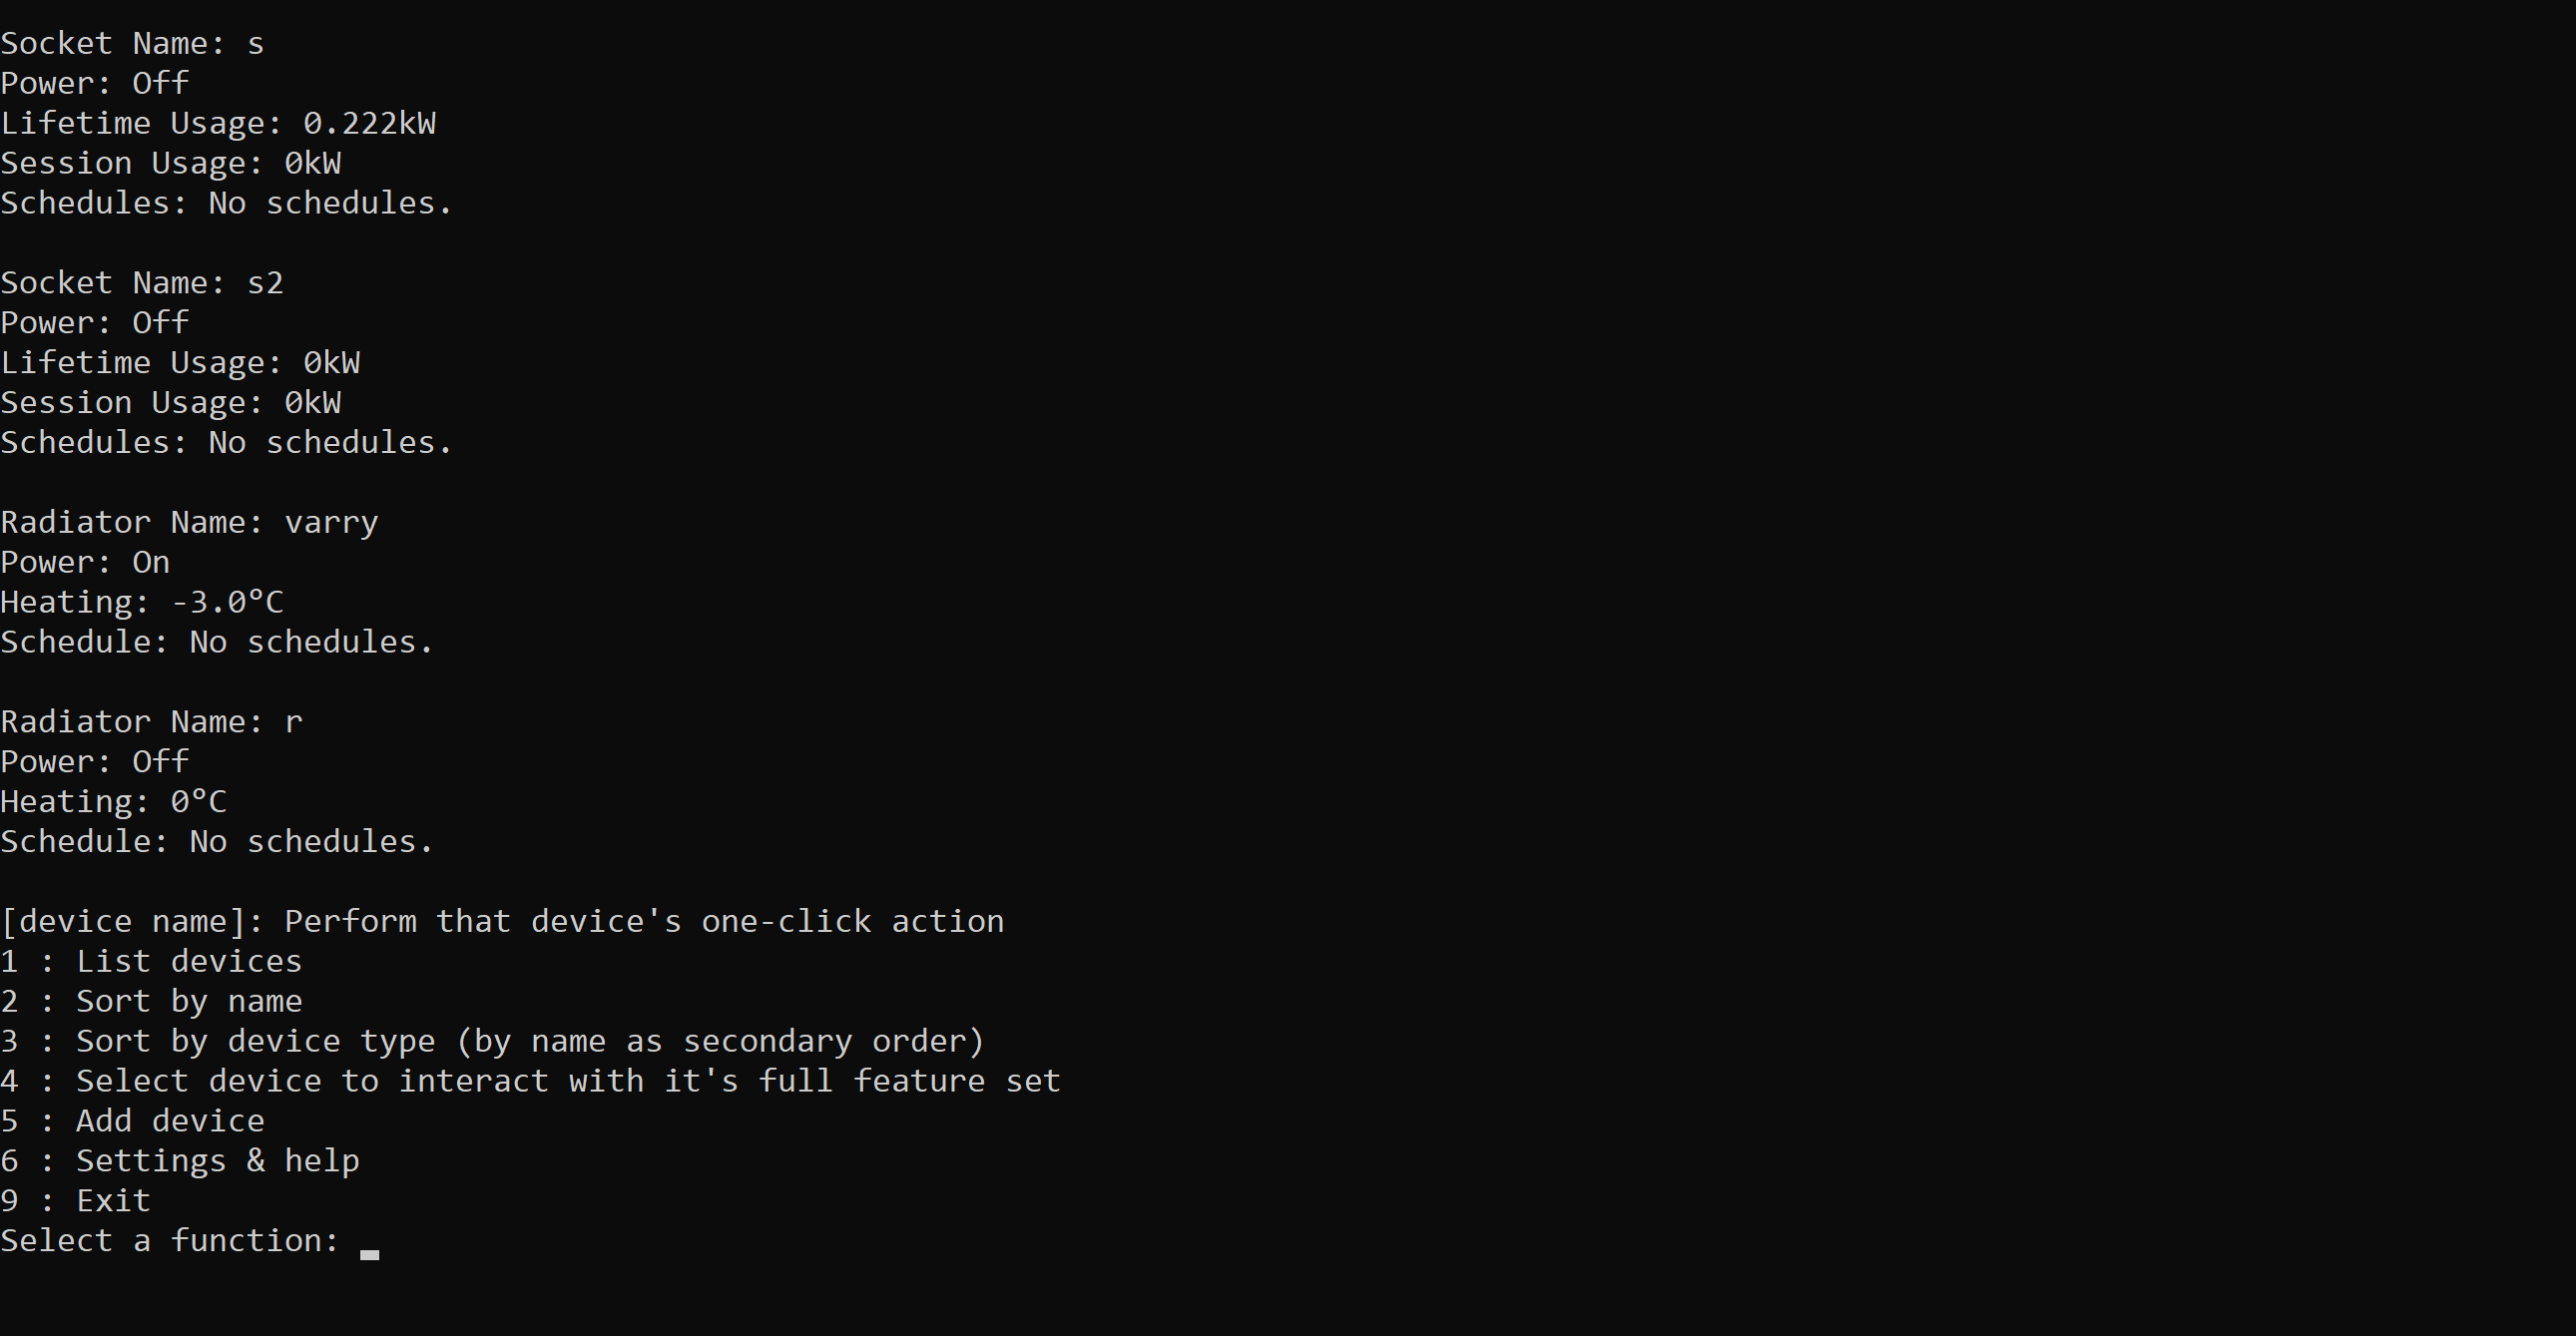 Socket Name: s
Power: Off
Lifetime Usage: 0.222kW
Session Usage: 0kW
Schedules: No schedules.
Socket Name: s2
Power: Off
Lifetime Usage: 0kW
Session Usage: 0kW
Schedules: No schedules.
Radiator Name: varry
Power: On
Heating: -3.0ºC
Schedule: No schedules.
Radiator Name: r
Power: Off
Heating: 0ºC
Schedule: No schedules.
[device name]: Perform that device's one-click action
1 : List devices
2 : Sort by name
3 : Sort by device type (by name as secondary order)
4 : Select device to interact with it's full feature set
5 : Add device
6 : Settings & help
9 : Exit
Select a function: